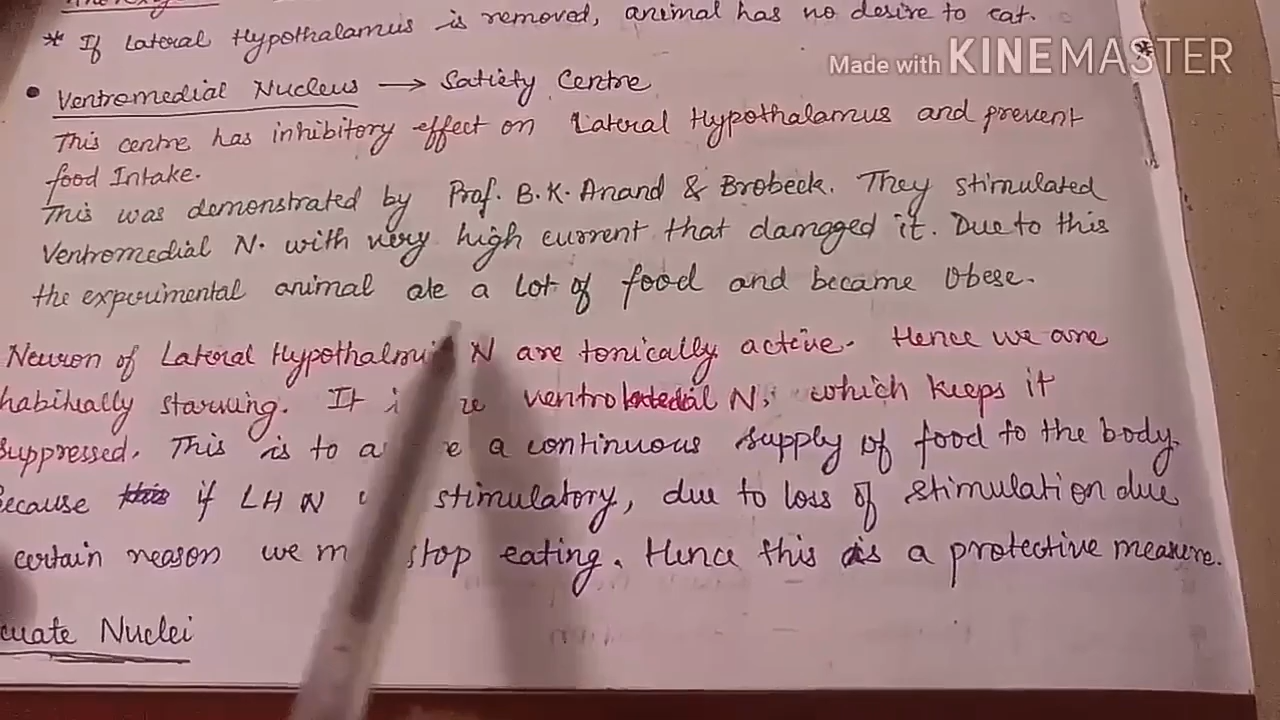 * If Lateral Hypothalamus is removed, animal has no desire to eat.
Made with KINEMASTER
• Ventromedial Nucleus → Satiety Centre
This centre has inhibitory effect on Lateral Hypothalamus and prevent
food Intake.
This was demonstrated by Prof. B.K. Anand & Brobeck. They stimulated
Ventromedial N. with very high current that damaged it. Due to this
the experimental animal ate a lot of food and became Obese.
Neuron of Lateral N are tonically active. Hence we are
habitually starving. It N, which keeps it
suppressed. This is to a continuous supply of food to the body.
if LH N stimulatory, due to loss of stimulation due
certain reason we stop eating. Hence this is a protective measure.
Nuclei